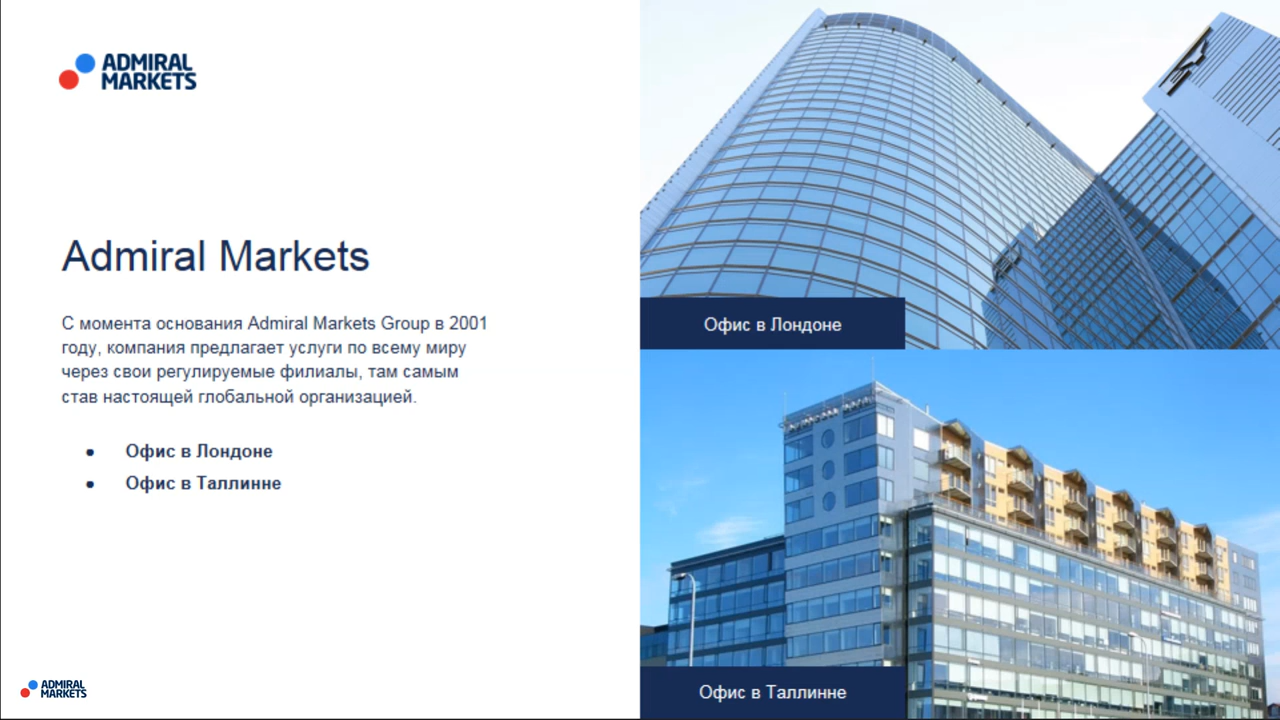 ADMIRAL
MARKETS
Admiral Markets
С момента основания Admiral Markets Group в 2001
году, компания предлагает услуги по всему миру
через свои регулируемые филиалы, там самым
став настоящей глобальной организацией.
• Офис в Лондоне
• Офис в Таллинне
Офис в Лондоне
Офис в Таллинне
ADMIRAL
MARKETS